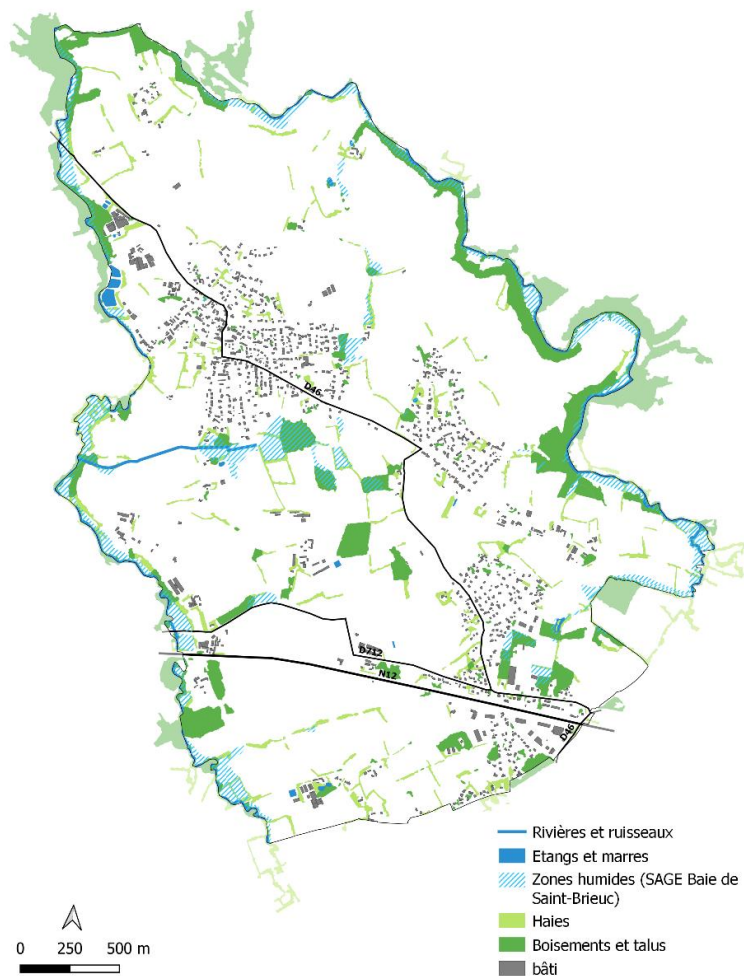 D46
D712
N12
D46
Rivières et ruisseaux
Etangs et marres
Zones humides (SAGE Baie de
Saint-Brieuc)
Haies
Boisements et talus
bâti
0 250 500 m